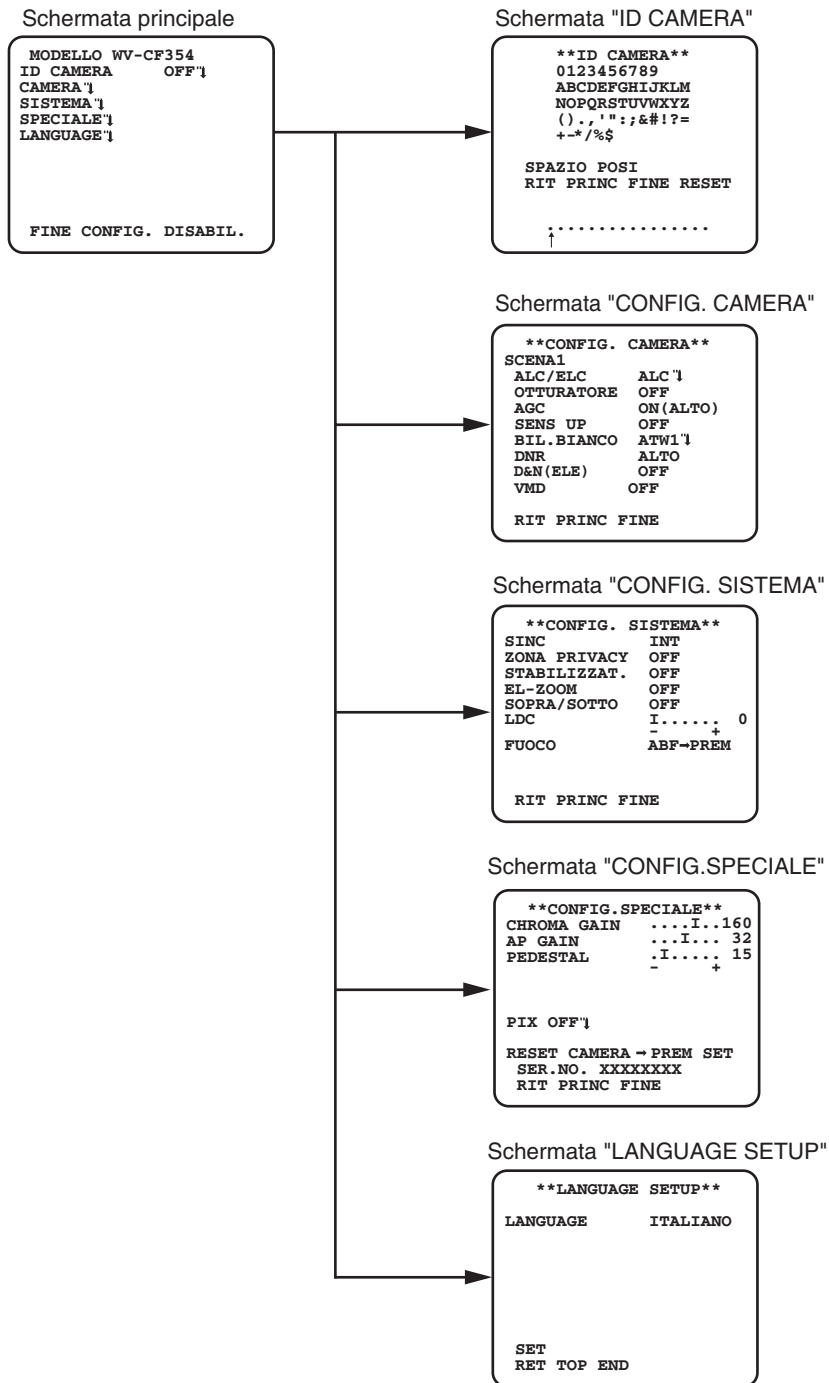 Schermata principale
MODELLO WV-CF354
ID CAMERA OFF
CAMERA
SISTEMA
SPECIALE
LANGUAGE
FINE CONFIG. DISABIL.
Schermata "ID CAMERA"
**ID CAMERA**
0123456789
ABCDEFGHIJKLM
NOPQRSTUVWXYZ
().,'":;&#!?=
+-*/%$
SPAZIO POSI
RIT PRINC FINE RESET
................
↑
Schermata "CONFIG. CAMERA"
**CONFIG. CAMERA**
SCENA1
ALC/ELC ALC
OTTURATORE OFF
AGC ON(ALTO)
SENS UP OFF
BIL.BIANCO ATW1
DNR ALTO
D&N(ELE) OFF
VMD OFF
RIT PRINC FINE
Schermata "CONFIG. SISTEMA"
**CONFIG. SISTEMA**
SINC INT
ZONA PRIVACY OFF
STABILIZZAT. OFF
EL-ZOOM OFF
SOPRA/SOTTO OFF
LDC I...... 0
- +
FUOCO ABF→PREM
RIT PRINC FINE
Schermata "CONFIG.SPECIALE"
**CONFIG.SPECIALE**
CHROMA GAIN ....I..160
AP GAIN ...I... 32
PEDESTAL .I..... 15
- +
PIX OFF
RESET CAMERA → PREM SET
SER.NO. XXXXXXXX
RIT PRINC FINE
Schermata "LANGUAGE SETUP"
**LANGUAGE SETUP**
LANGUAGE ITALIANO
SET
RET TOP END